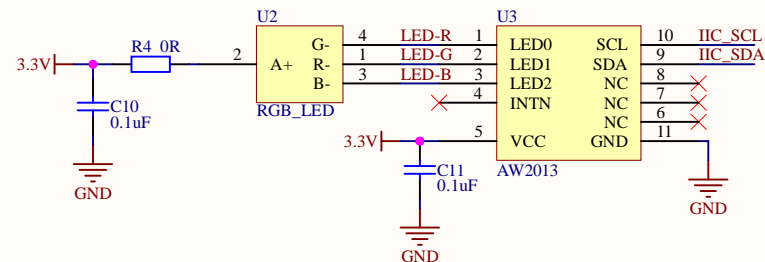 U2
U3
R4 0R
3.3V
2
A+
G-
R-
B-
4
1
3
LED-R
LED-G
LED-B
RGB_LED
1
2
3
4
5
LED0
LED1
LED2
INTN
VCC
SCL
SDA
NC
NC
NC
GND
10
9
8
7
6
11
IIC_SCL
IIC_SDA
AW2013
C10
0.1uF
GND
3.3V
C11
0.1uF
GND
GND